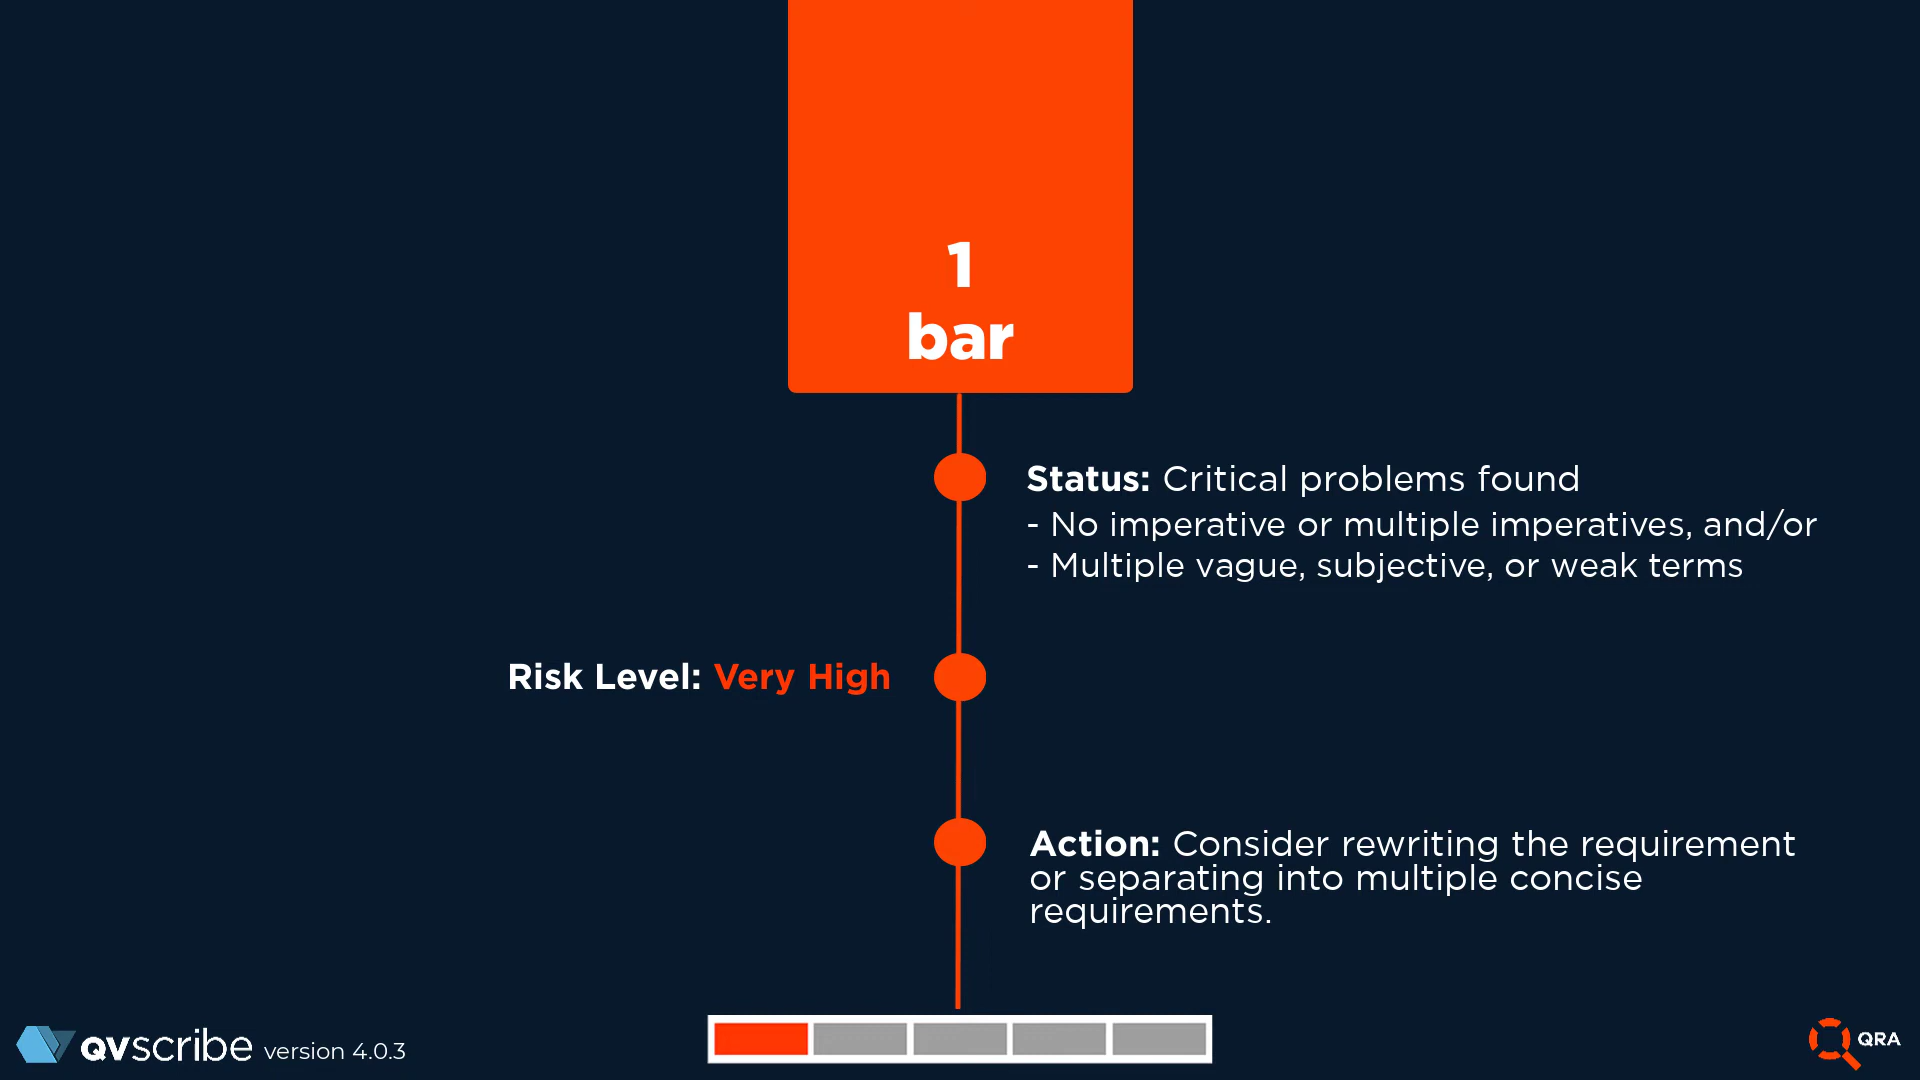 1
bar
Status: Critical problems found
- No imperative or multiple imperatives, and/or
- Multiple vague, subjective, or weak terms
Risk Level: Very High
Action: Consider rewriting the requirement
or separating into multiple concise
requirements.
qvscribe version 4.0.3
QRA